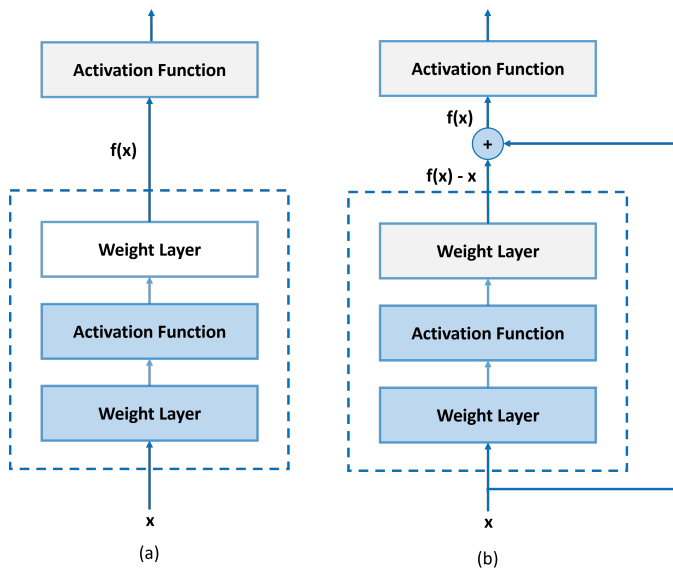 Activation Function
f(x)
Weight Layer
Activation Function
Weight Layer
x
(a)
Activation Function
f(x)
+
f(x) - x
Weight Layer
Activation Function
Weight Layer
x
(b)